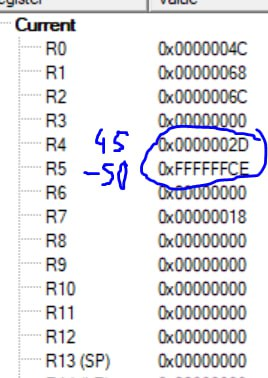 Register Value
Current
R0 0x0000004C
R1 0x00000068
R2 0x0000006C
R3 0x00000000
45 R4 0x0000002D
-50 R5 0xFFFFFFCE
R6 0x00000000
R7 0x00000018
R8 0x00000000
R9 0x00000000
R10 0x00000000
R11 0x00000000
R12 0x00000000
R13 (SP) 0x00000000